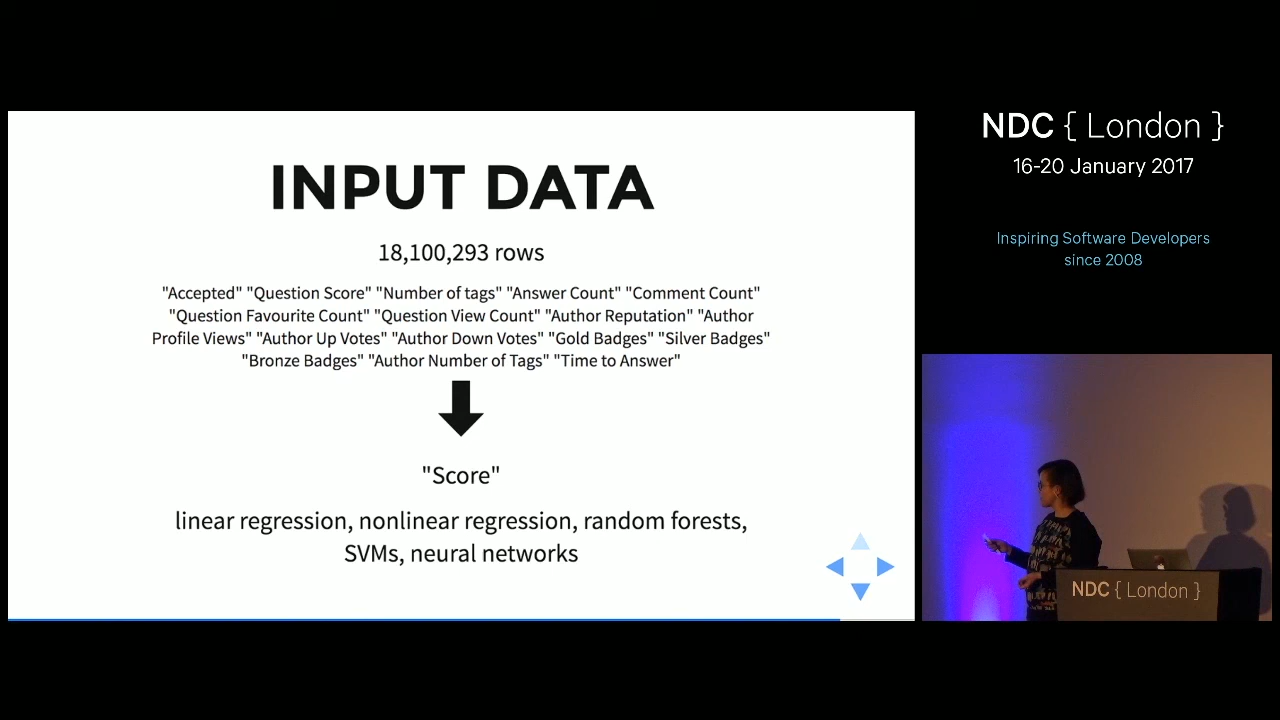 INPUT DATA
18,100,293 rows
"Accepted" "Question Score" "Number of tags" "Answer Count" "Comment Count"
"Question Favourite Count" "Question View Count" "Author Reputation" "Author
Profile Views" "Author Up Votes" "Author Down Votes" "Gold Badges" "Silver Badges"
"Bronze Badges" "Author Number of Tags" "Time to Answer"
"Score"
linear regression, nonlinear regression, random forests,
SVMs, neural networks
NDC { London }
16-20 January 2017
Inspiring Software Developers
since 2008
NDC { London }